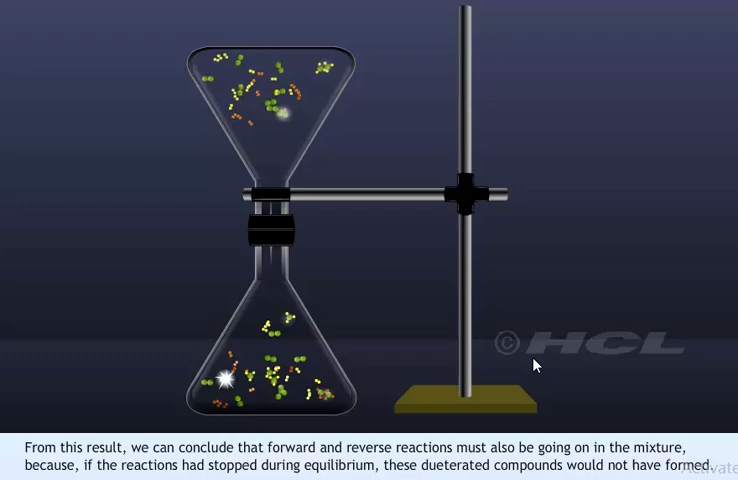 ©HCL
From this result, we can conclude that forward and reverse reactions must also be going on in the mixture,
because, if the reactions had stopped during equilibrium, these dueterated compounds would not have formed.
Activate